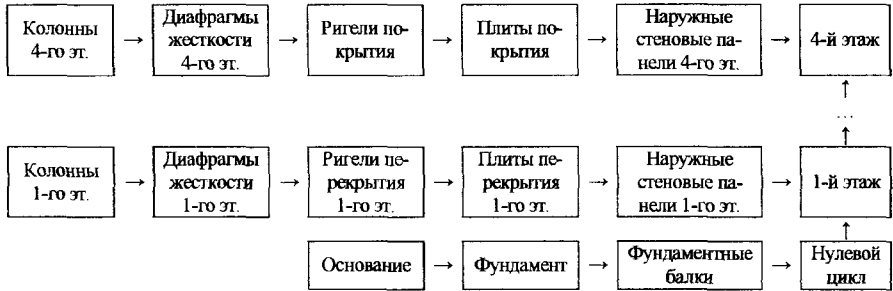 Колонны
4-го эт.
Диафрагмы
жесткости
4-го эт.
Ригели по-
крытия
Плиты по-
крытия
Наружные
стеновые па-
нели 4-го эт.
4-й этаж
...
Колонны
1-го эт.
Диафрагмы
жесткости
1-го эт.
Ригели пе-
рекрытия
1-го эт.
Плиты пе-
рекрытия
1-го эт.
Наружные
стеновые па-
нели 1-го эт.
1-й этаж
Основание
Фундамент
Фундаментные
балки
Нулевой
цикл